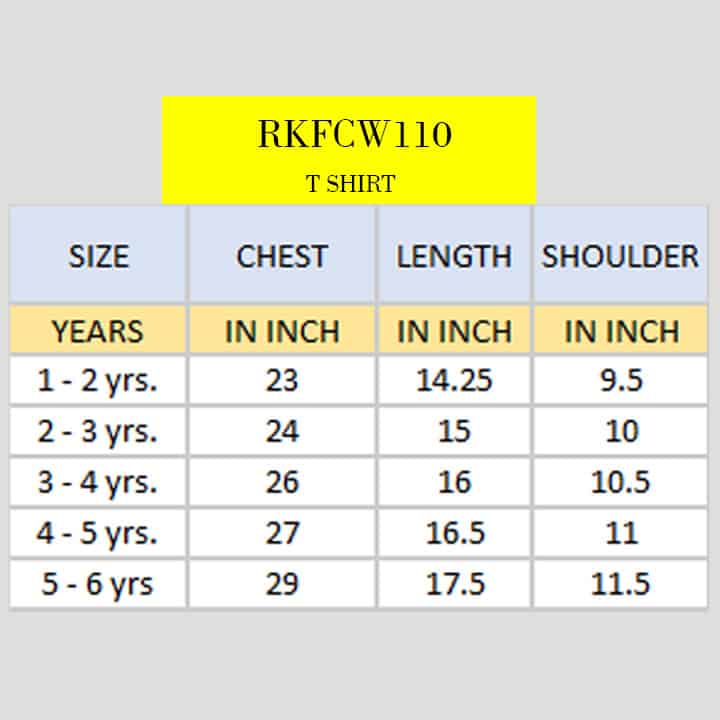 RKFCW110
T SHIRT
SIZE CHEST LENGTH SHOULDER
YEARS IN INCH IN INCH IN INCH
1 - 2 yrs. 23 14.25 9.5
2 - 3 yrs. 24 15 10
3 - 4 yrs. 26 16 10.5
4 - 5 yrs. 27 16.5 11
5 - 6 yrs 29 17.5 11.5